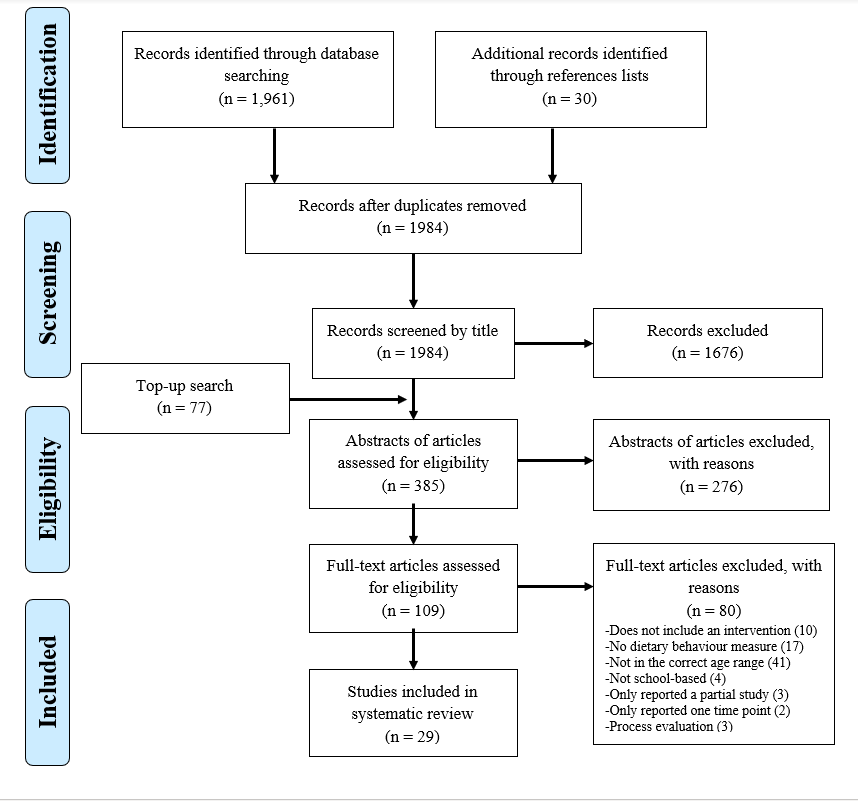 Identification
Records identified through database
searching
(n = 1,961)
Additional records identified
through references lists
(n = 30)
Records after duplicates removed
(n = 1984)
Screening
Records screened by title
(n = 1984)
Records excluded
(n = 1676)
Top-up search
(n = 77)
Eligibility
Abstracts of articles
assessed for eligibility
(n = 385)
Abstracts of articles excluded,
with reasons
(n = 276)
Full-text articles assessed
for eligibility
(n = 109)
Full-text articles excluded, with
reasons
(n = 80)
-Does not include an intervention (10)
-No dietary behaviour measure (17)
-Not in the correct age range (41)
-Not school-based (4)
-Only reported a partial study (3)
-Only reported one time point (2)
-Process evaluation (3)
Included
Studies included in
systematic review
(n = 29)